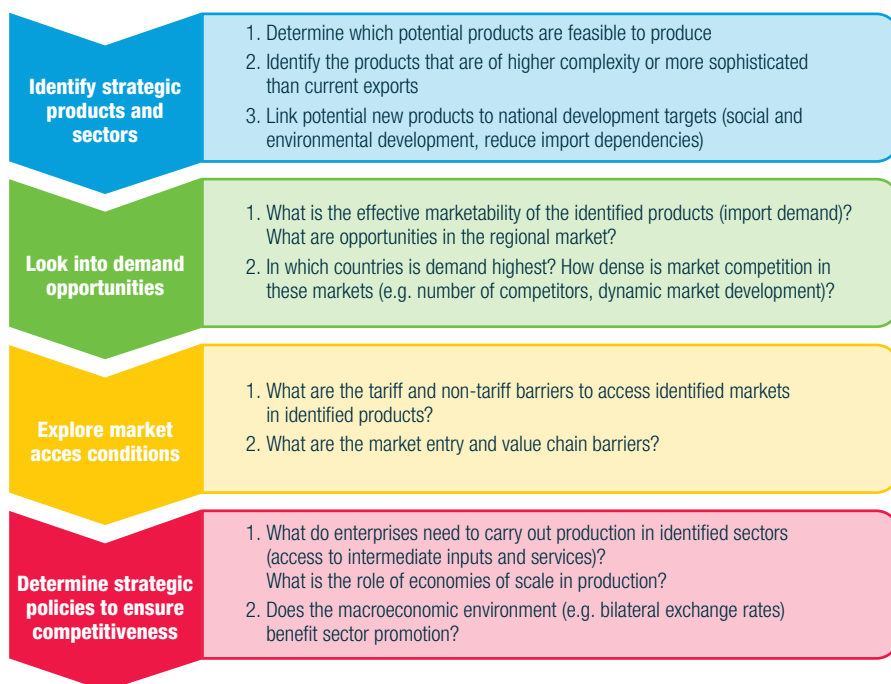 Identify strategic
products and
sectors
1. Determine which potential products are feasible to produce
2. Identify the products that are of higher complexity or more sophisticated
than current exports
3. Link potential new products to national development targets (social and
environmental development, reduce import dependencies)
Look into demand
opportunities
1. What is the effective marketability of the identified products (import demand)?
What are opportunities in the regional market?
2. In which countries is demand highest? How dense is market competition in
these markets (e.g. number of competitors, dynamic market development)?
Explore market
acces conditions
1. What are the tariff and non-tariff barriers to access identified markets
in identified products?
2. What are the market entry and value chain barriers?
Determine strategic
policies to ensure
competitiveness
1. What do enterprises need to carry out production in identified sectors
(access to intermediate inputs and services)?
What is the role of economies of scale in production?
2. Does the macroeconomic environment (e.g. bilateral exchange rates)
benefit sector promotion?